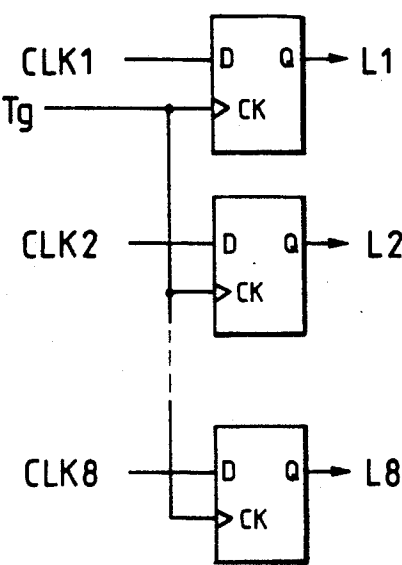 CLK1 D Q L1
Tg CK
CLK2 D Q L2
CK
CLK8 D Q L8
CK